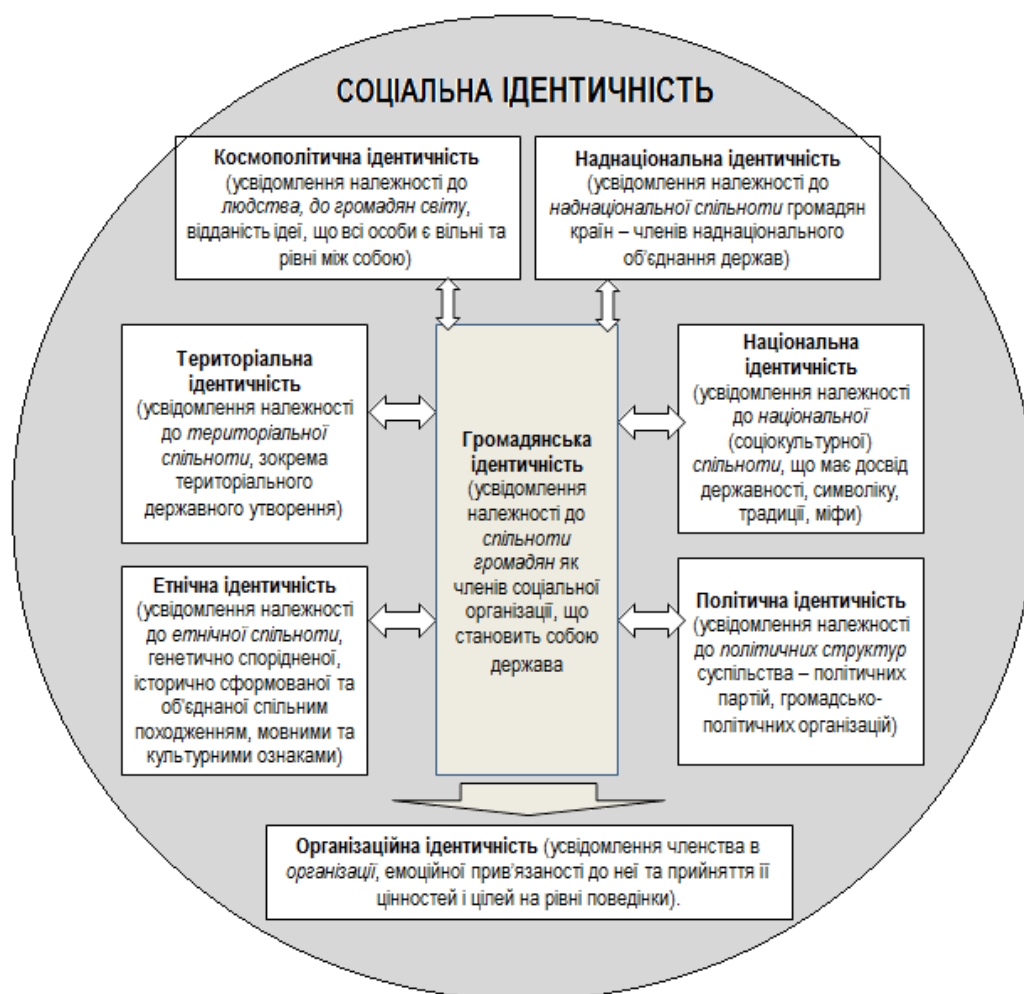 СОЦІАЛЬНА ІДЕНТИЧНІСТЬ
Космополітична ідентичність
(усвідомлення належності до
людства, до громадян світу,
відданість ідеї, що всі особи є вільні та
рівні між собою)
Наднаціональна ідентичність
(усвідомлення належності до
наднаціональної спільноти громадян
країн – членів наднаціонального
об'єднання держав)
Територіальна
ідентичність
(усвідомлення належності
до територіальної
спільноти, зокрема
територіального
державного утворення)
Громадянська
ідентичність
(усвідомлення
належності до
спільноти
громадян як
членів соціальної
організації, що
становить собою
держава
Національна
ідентичність
(усвідомлення належності
до національної
(соціокультурної)
спільноти, що має досвід
державності, символіку,
традиції, міфи)
Етнічна ідентичність
(усвідомлення належності
до етнічної спільноти,
генетично спорідненої,
історично сформованої та
об'єднаної спільним
походженням, мовними та
культурними ознаками)
Політична ідентичність
(усвідомлення належності
до політичних структур
суспільства – політичних
партій, громадсько-
політичних організацій)
Організаційна ідентичність (усвідомлення членства в
організації, емоційної прив'язаності до неї та прийняття її
цінностей і цілей на рівні поведінки).